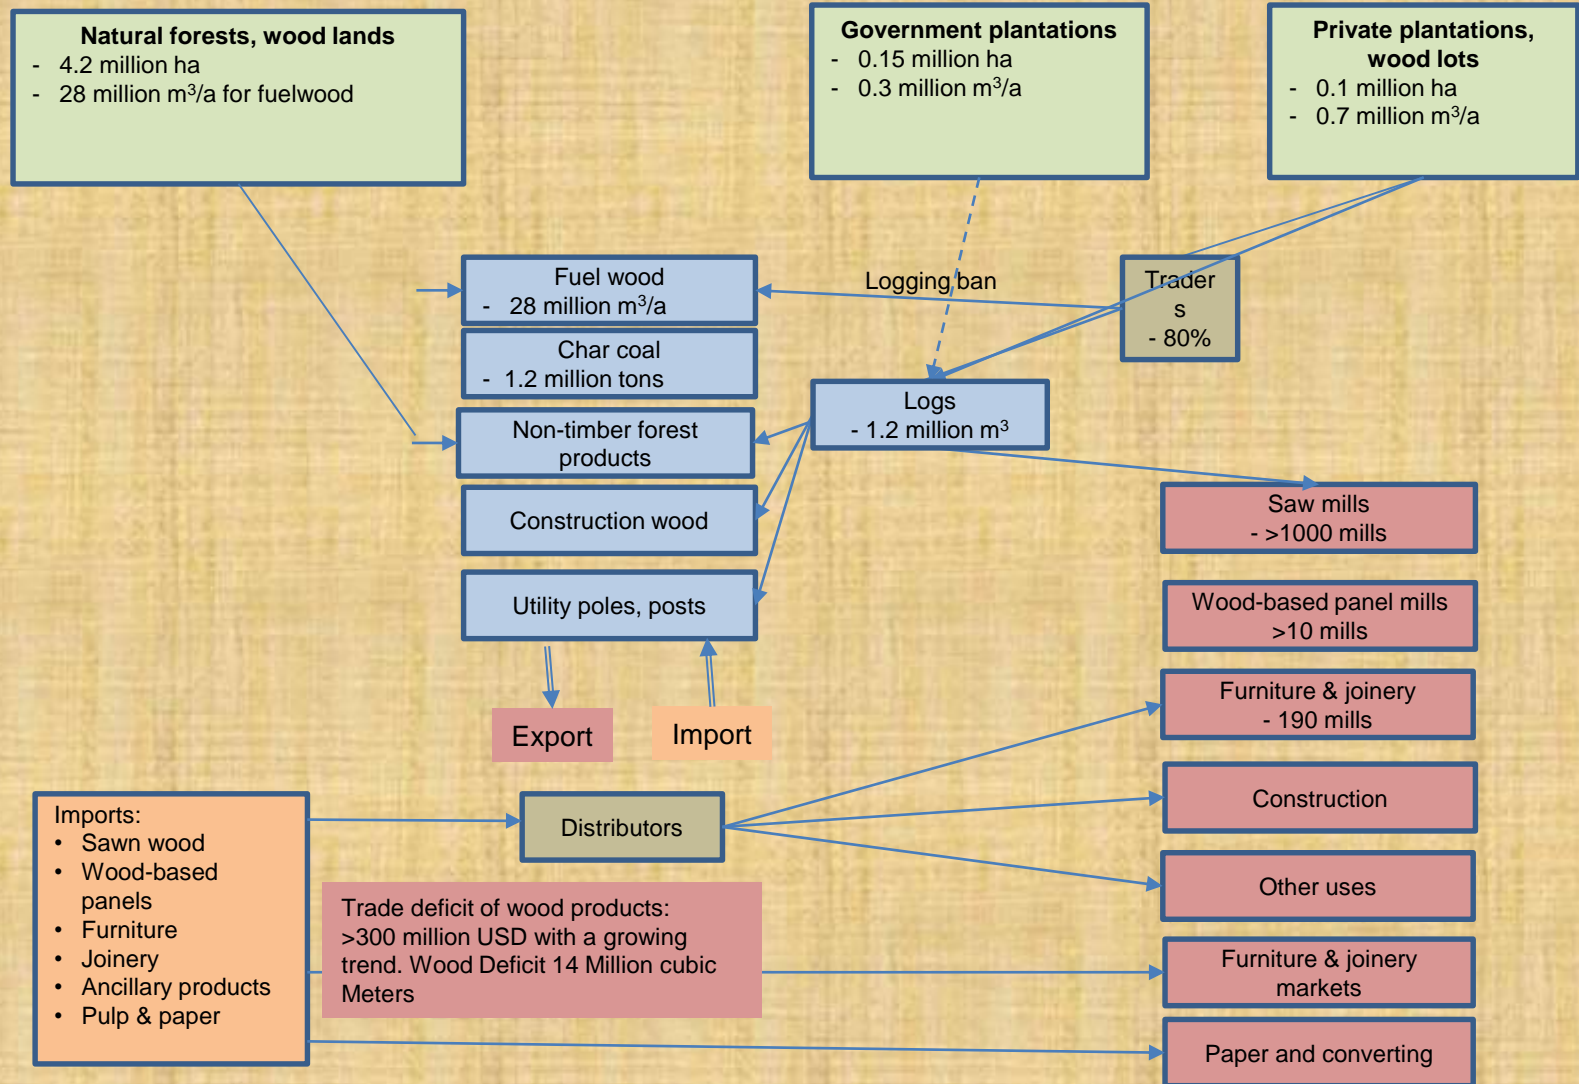 Natural forests, wood lands
- 4.2 million ha
- 28 million m³/a for fuelwood
Government plantations
- 0.15 million ha
- 0.3 million m³/a
Private plantations,
wood lots
- 0.1 million ha
- 0.7 million m³/a
Fuel wood
- 28 million m³/a
Logging ban
Trader
s
- 80%
Char coal
- 1.2 million tons
Logs
- 1.2 million m³
Non-timber forest
products
Construction wood
Utility poles, posts
Saw mills
- >1000 mills
Wood-based panel mills
>10 mills
Furniture & joinery
- 190 mills
Export
Import
Construction
Imports:
• Sawn wood
• Wood-based
panels
• Furniture
• Joinery
• Ancillary products
• Pulp & paper
Distributors
Other uses
Trade deficit of wood products:
>300 million USD with a growing
trend. Wood Deficit 14 Million cubic
Meters
Furniture & joinery
markets
Paper and converting